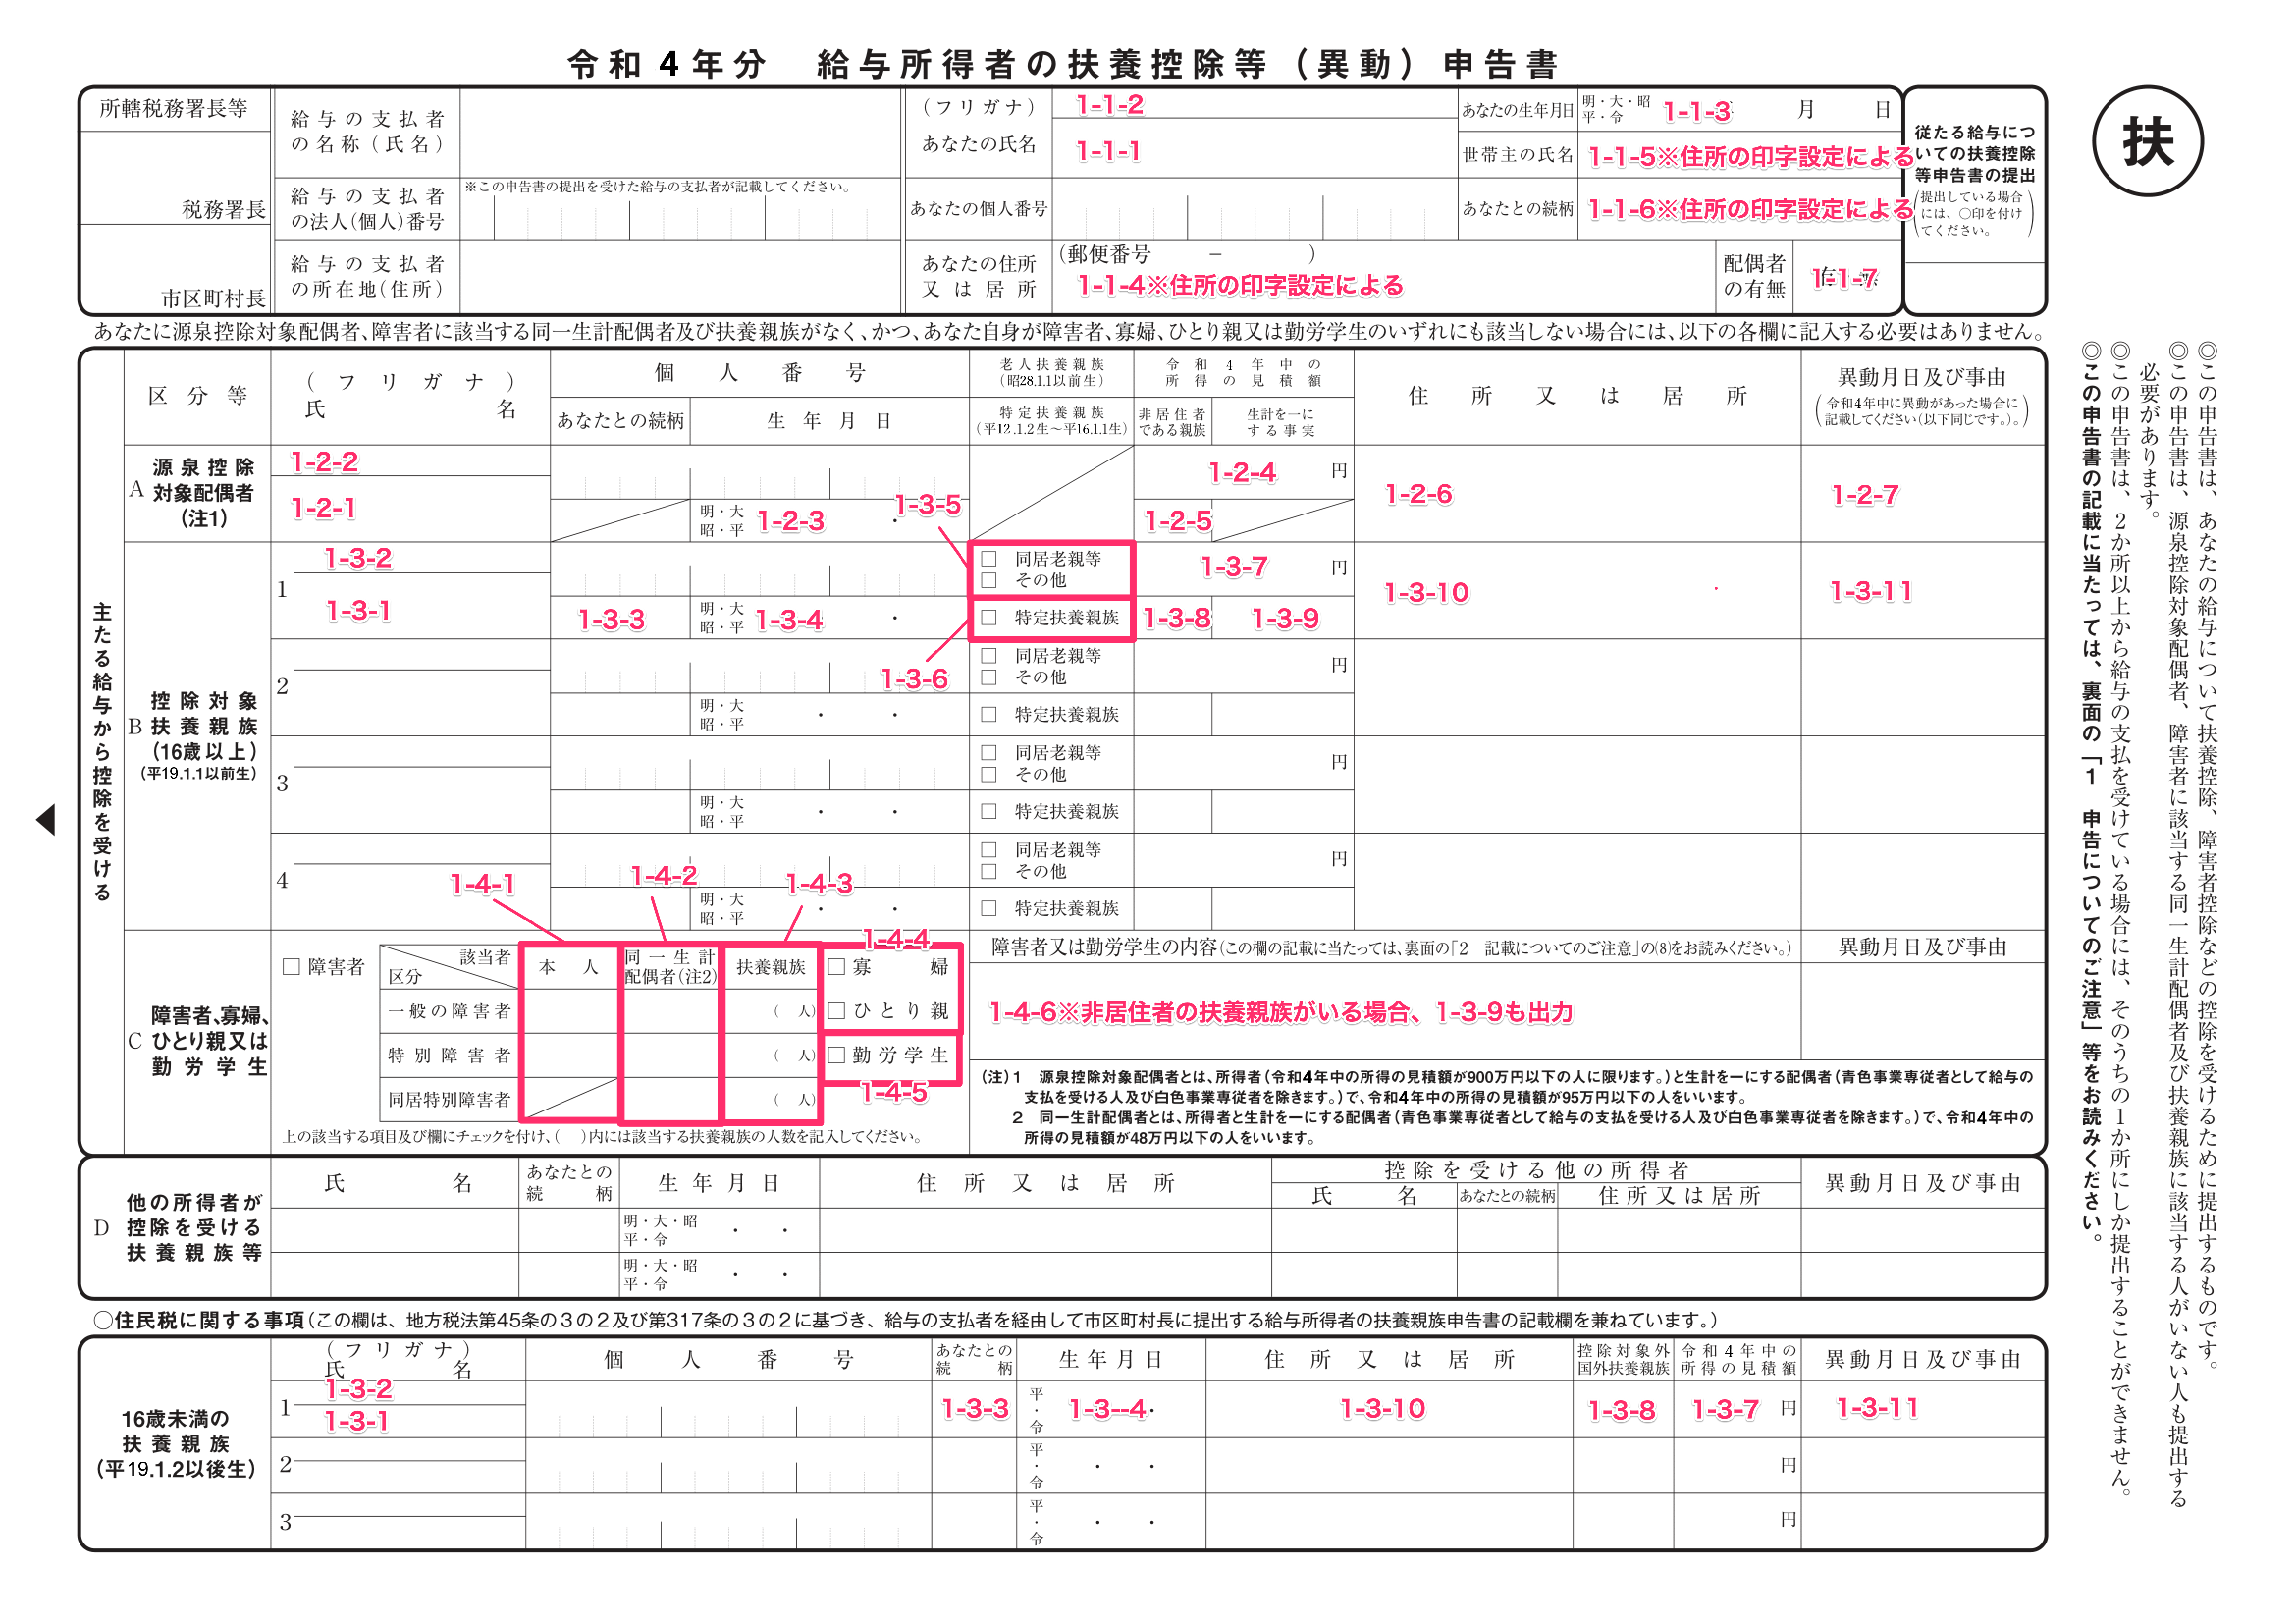 令和 4 年分　給与所得者の扶養控除等（異動）申告書
所轄税務署長等
税務署長
市区町村長
給与の支払者
の名称（氏名）
給与の支払者
の法人（個人）番号
※この申告書の提出を受けた給与の支払者が記載してください。
給与の支払者
の所在地（住所）
（フリガナ）
1-1-2
あなたの氏名
1-1-1
あなたの個人番号
あなたの住所
又は居所
（郵便番号　－　）
1-1-4※住所の印字設定による
あなたの生年月日
明・大・昭
平・令
1-1-3
月　日
世帯主の氏名
1-1-5※住所の印字設定による
あなたとの続柄
1-1-6※住所の印字設定による
配偶者
の有無
1-1-7
従たる給与につ
いての扶養控除
等申告書の提出
（提出している場合
には、○印を付け
てください。）
扶
あなたに源泉控除対象配偶者、障害者に該当する同一生計配偶者及び扶養親族がなく、かつ、あなた自身が障害者、寡婦、ひとり親又は勤労学生のいずれにも該当しない場合には、以下の各欄に記入する必要はありません。
主たる給与から控除を受ける
区分等
（フリガナ）
氏　名
個人番号
あなたとの続柄
生年月日
老人扶養親族
（昭28.1.1以前生）
特定扶養親族
（平12.1.2生～平16.1.1生）
令和4年中の
所得の見積額
非居住者
である親族
生計を一に
する事実
住所又は居所
異動月日及び事由
（令和4年中に異動があった場合に
記載してください（以下同じです。）。）
A
源泉控除
対象配偶者
（注1）
1-2-2
1-2-1
明・大
昭・平
1-2-3
・
1-3-5
1-2-4
円
1-2-5
1-2-6
1-2-7
B
控除対象
扶養親族
（16歳以上）
（平19.1.1以前生）
1
1-3-2
1-3-1
1-3-3
明・大
昭・平
1-3-4
・
□ 同居老親等
□ その他
□ 特定扶養親族
1-3-7
円
1-3-8
1-3-9
1-3-10
1-3-11
2
1-3-6
明・大
昭・平
・　・
□ 同居老親等
□ その他
□ 特定扶養親族
円
3
明・大
昭・平
・　・
□ 同居老親等
□ その他
□ 特定扶養親族
円
4
1-4-1
1-4-2
1-4-3
明・大
昭・平
・　・
□ 同居老親等
□ その他
□ 特定扶養親族
円
C
障害者、寡婦、
ひとり親又は
勤労学生
□ 障害者
該当者
区分
本人
同一生計
配偶者（注2）
扶養親族
一般の障害者
（　人）
特別障害者
（　人）
同居特別障害者
（　人）
1-4-4
□ 寡婦
□ ひとり親
□ 勤労学生
1-4-5
上の該当する項目及び欄にチェックを付け、（　）内には該当する扶養親族の人数を記入してください。
障害者又は勤労学生の内容（この欄の記載に当たっては、裏面の「2　記載についてのご注意」の(8)をお読みください。）
異動月日及び事由
1-4-6※非居住者の扶養親族がいる場合、1-3-9も出力
（注）1　源泉控除対象配偶者とは、所得者（令和4年中の所得の見積額が900万円以下の人に限ります。）と生計を一にする配偶者（青色事業専従者として給与の
支払を受ける人及び白色事業専従者を除きます。）で、令和4年中の所得の見積額が95万円以下の人をいいます。
2　同一生計配偶者とは、所得者と生計を一にする配偶者（青色事業専従者として給与の支払を受ける人及び白色事業専従者を除きます。）で、令和4年中の
所得の見積額が48万円以下の人をいいます。
D
他の所得者が
控除を受ける
扶養親族等
氏　名
あなたとの
続　柄
生年月日
住所又は居所
控除を受ける他の所得者
氏　名
あなたとの続柄
住所又は居所
異動月日及び事由
明・大・昭
平・令
・　・
明・大・昭
平・令
・　・
○住民税に関する事項（この欄は、地方税法第45条の3の2及び第317条の3の2に基づき、給与の支払者を経由して市区町村長に提出する給与所得者の扶養親族申告書の記載欄を兼ねています。）
16歳未満の
扶養親族
（平19.1.2以後生）
（フリガナ）
氏　名
個人番号
あなたとの
続　柄
生年月日
住所又は居所
控除対象外
国外扶養親族
令和4年中の
所得の見積額
異動月日及び事由
1
1-3-2
1-3-1
1-3-3
平・令
1-3--4・
1-3-10
1-3-8
1-3-7
円
1-3-11
2
平・令
・　・
円
3
平・令
・　・
円
◎この申告書は、あなたの給与について扶養控除、障害者控除などの控除を受けるために提出するものです。
◎この申告書は、源泉控除対象配偶者、障害者に該当する同一生計配偶者及び扶養親族に該当する人がいない人も提出する
必要があります。
◎この申告書は、2か所以上から給与の支払を受けている場合には、そのうちの1か所にしか提出することができません。
◎この申告書の記載に当たっては、裏面の「1　申告についてのご注意」等をお読みください。